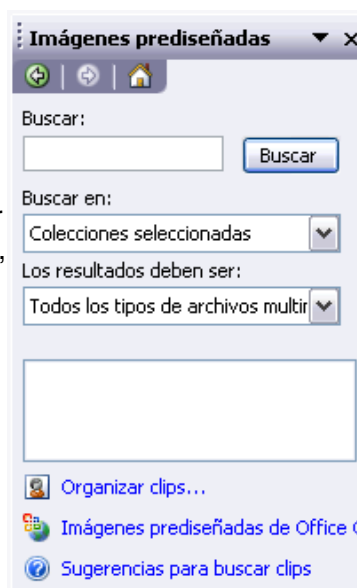 Imágenes prediseñadas
Buscar:
Buscar
Buscar en:
Colecciones seleccionadas
Los resultados deben ser:
Todos los tipos de archivos
Organizar clips...
Imágenes prediseñadas de Office
Sugerencias para buscar clips